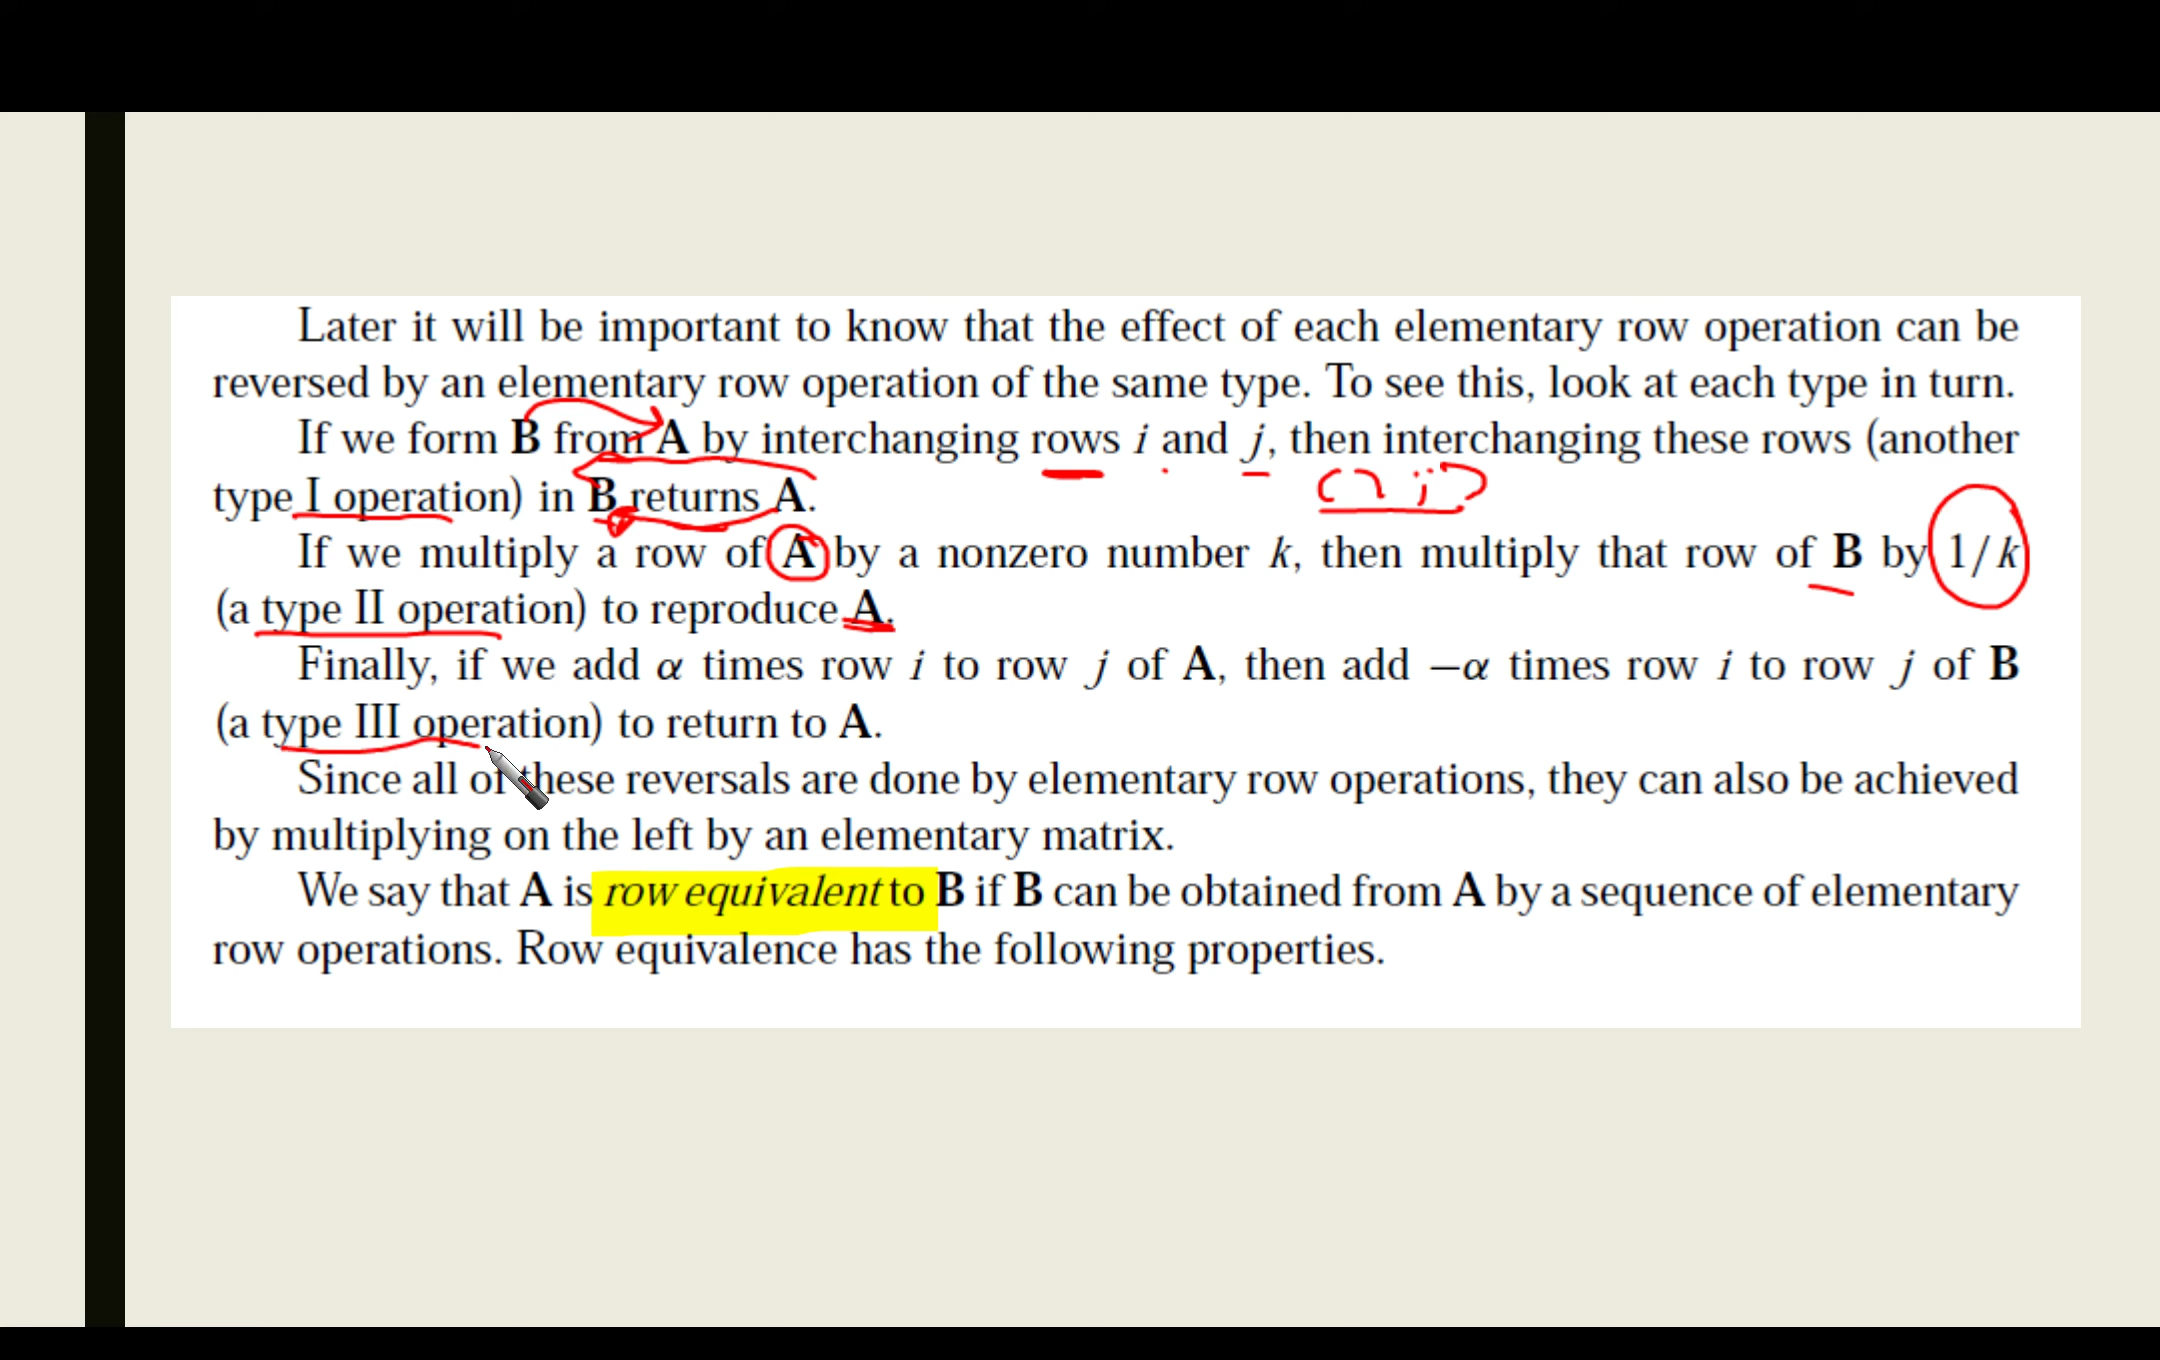 Later it will be important to know that the effect of each elementary row operation can be
reversed by an elementary row operation of the same type. To see this, look at each type in turn.
If we form B from A by interchanging rows i and j, then interchanging these rows (another
type I operation) in B returns A.
If we multiply a row of A by a nonzero number k, then multiply that row of B by 1/k
(a type II operation) to reproduce A.
Finally, if we add α times row i to row j of A, then add −α times row i to row j of B
(a type III operation) to return to A.
Since all of these reversals are done by elementary row operations, they can also be achieved
by multiplying on the left by an elementary matrix.
We say that A is row equivalent to B if B can be obtained from A by a sequence of elementary
row operations. Row equivalence has the following properties.